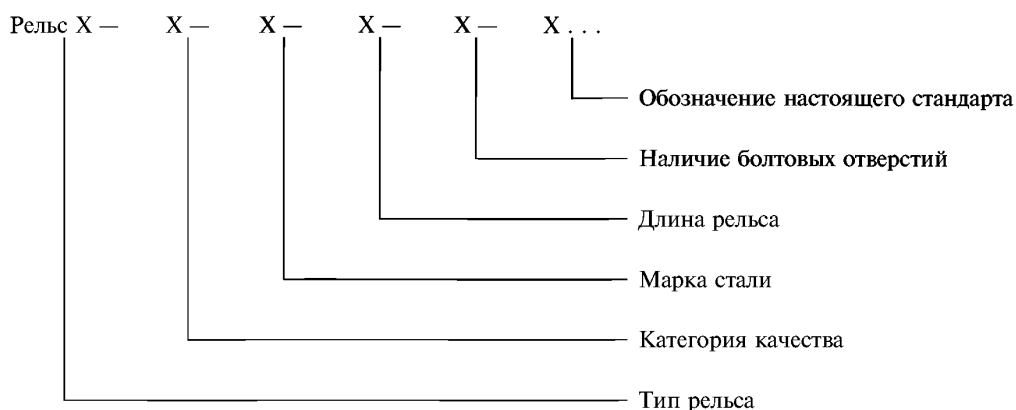 Рельс Х — Х — Х — Х — Х — Х . . .
Обозначение настоящего стандарта
Наличие болтовых отверстий
Длина рельса
Марка стали
Категория качества
Тип рельса